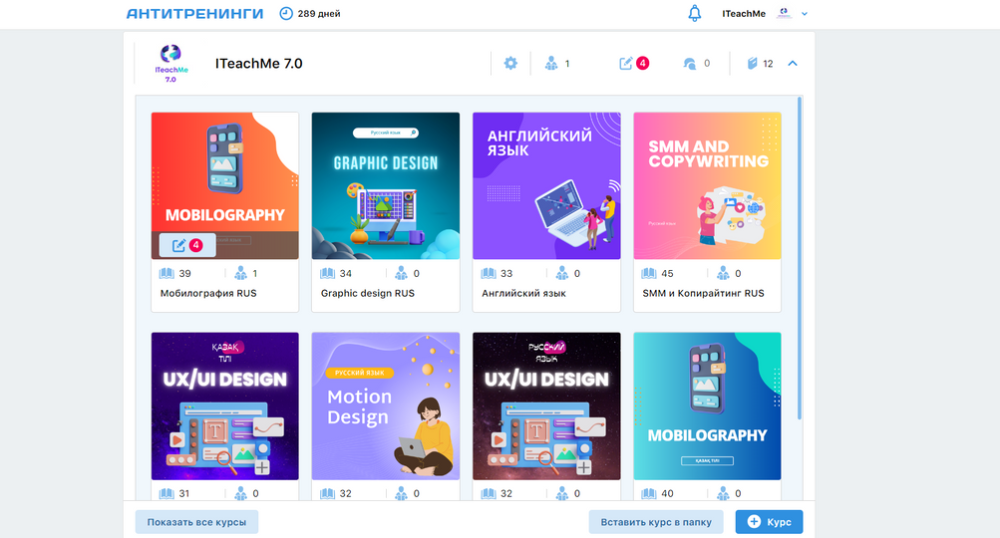 АНТИТРЕНИНГИ
289 дней
ITeachMe
ITeachMe
7.0
ITeachMe 7.0
1
4
0
12
MOBILOGRAPHY
4
39
1
Мобилография RUS
Русский язык
GRAPHIC DESIGN
34
0
Graphic design RUS
АНГЛИЙСКИЙ
ЯЗЫК
33
0
Английский язык
SMM AND
COPYWRITING
Русский язык
45
0
SMM и Копирайтинг RUS
ҚАЗАҚ
ТІЛІ
UX/UI DESIGN
31
0
РУССКИЙ ЯЗЫК
Motion
Design
32
0
РУССКИЙ
ЯЗЫК
UX/UI DESIGN
32
0
MOBILOGRAPHY
ҚАЗАҚ ТІЛІ
40
0
Показать все курсы
Вставить курс в папку
Курс